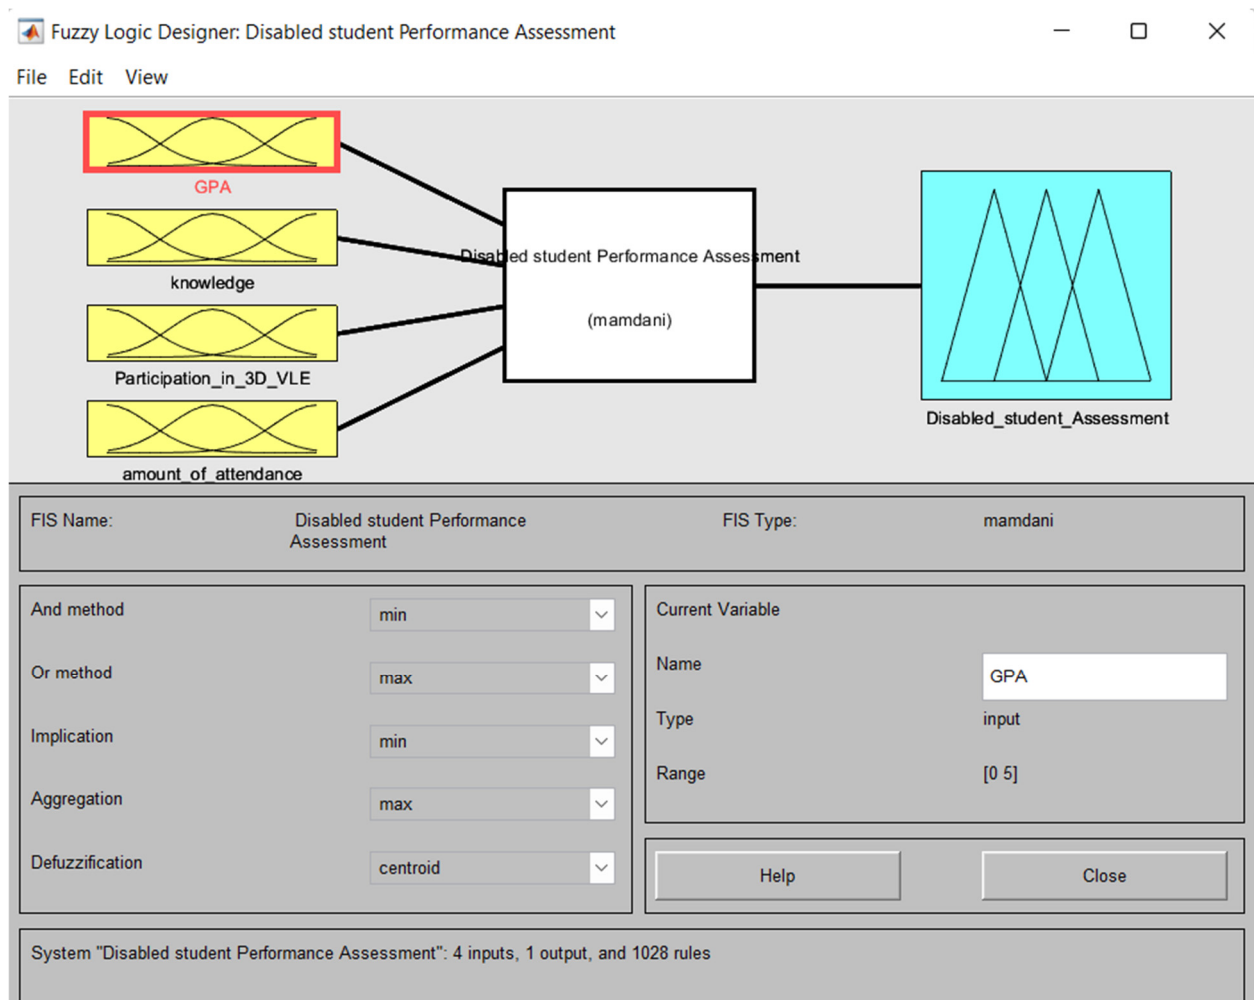 Fuzzy Logic Designer: Disabled student Performance Assessment
File Edit View
GPA
knowledge
Participation_in_3D_VLE
amount_of_attendance
Disabled student Performance Assessment
(mamdani)
Disabled_student_Assessment
FIS Name: Disabled student Performance
Assessment
FIS Type: mamdani
And method min
Or method max
Implication min
Aggregation max
Defuzzification centroid
Current Variable
Name GPA
Type input
Range [0 5]
Help Close
System "Disabled student Performance Assessment": 4 inputs, 1 output, and 1028 rules